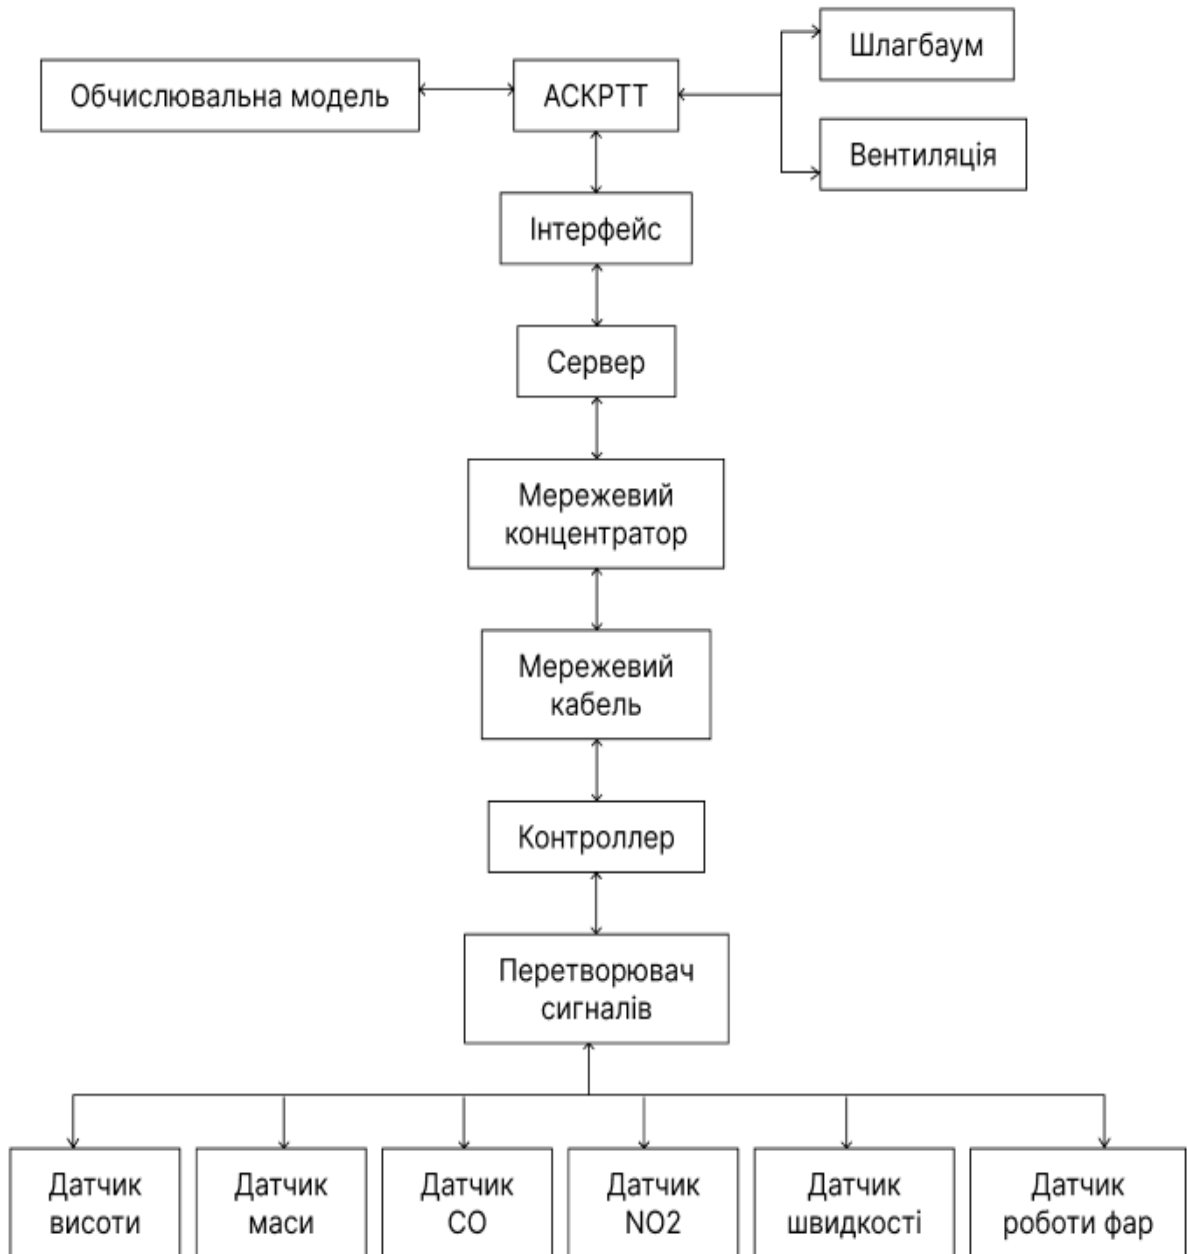 Шлагбаум
Обчислювальна модель
АСКРТТ
Вентиляція
Інтерфейс
Сервер
Мережевий
концентратор
Мережевий
кабель
Контроллер
Перетворювач
сигналів
Датчик
висоти
Датчик
маси
Датчик
СО
Датчик
NO2
Датчик
швидкості
Датчик
роботи фар